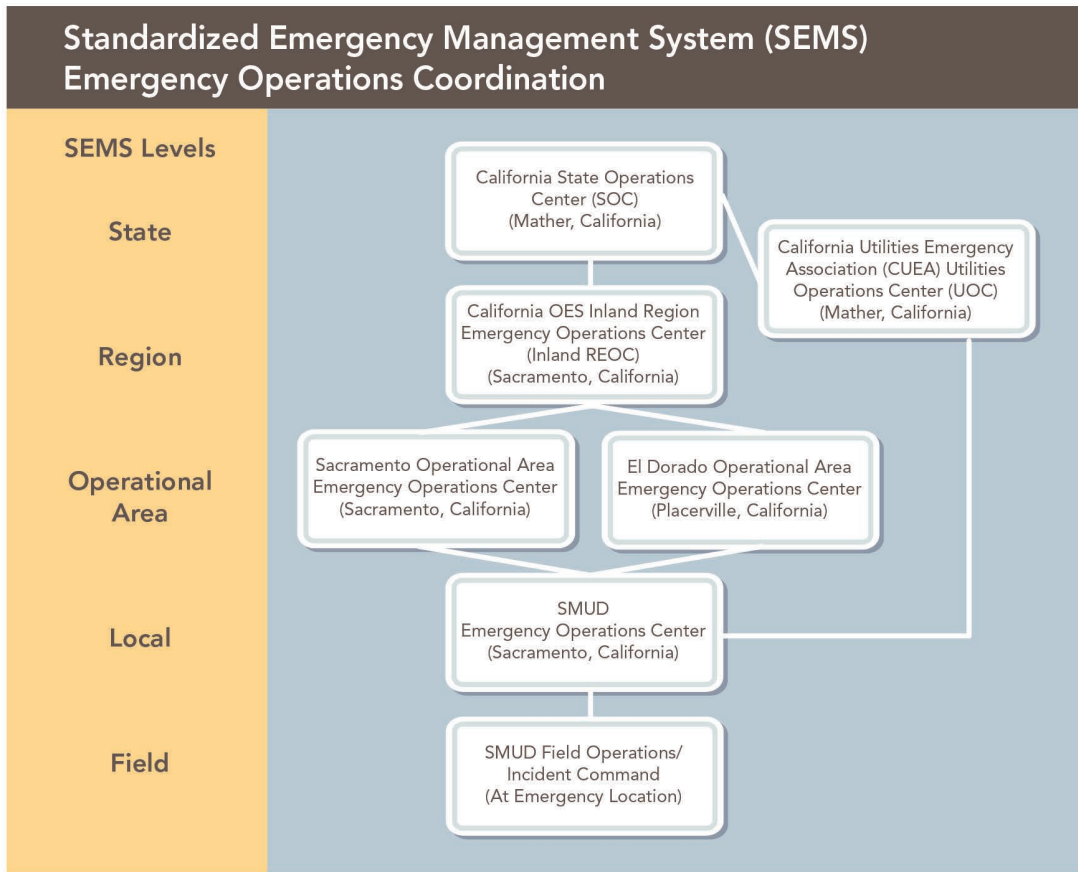 Standardized Emergency Management System (SEMS)
Emergency Operations Coordination
SEMS Levels
State
Region
Operational
Area
Local
Field
California State Operations
Center (SOC)
(Mather, California)
California Utilities Emergency
Association (CUEA) Utilities
Operations Center (UOC)
(Mather, California)
California OES Inland Region
Emergency Operations Center
(Inland REOC)
(Sacramento, California)
Sacramento Operational Area
Emergency Operations Center
(Sacramento, California)
El Dorado Operational Area
Emergency Operations Center
(Placerville, California)
SMUD
Emergency Operations Center
(Sacramento, California)
SMUD Field Operations/
Incident Command
(At Emergency Location)